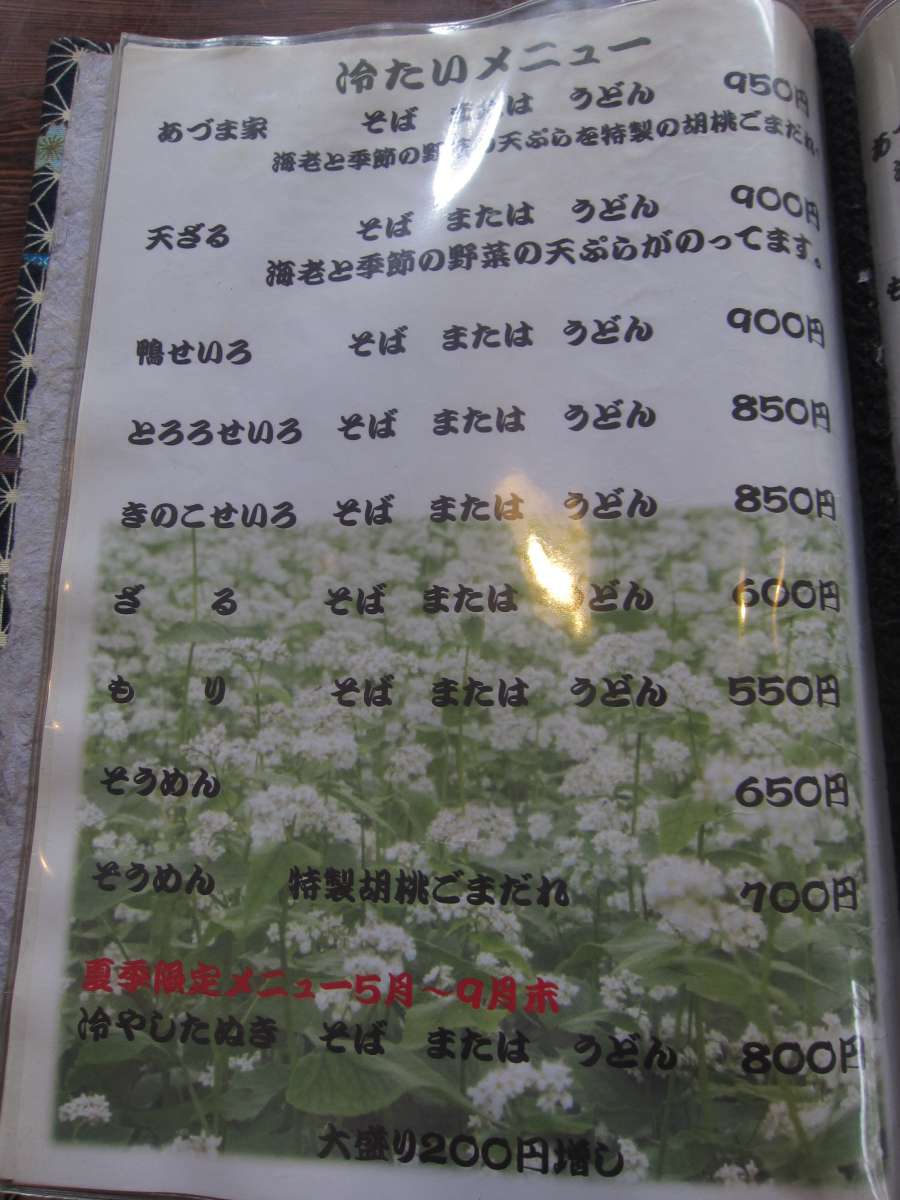 冷たいメニュー
あづま家 そば または うどん 950円
海老と季節の野菜の天ぷらを特製の胡桃ごまだれ
天ざる そば または うどん 900円
海老と季節の野菜の天ぷらがのってます。
鴨せいろ そば または うどん 900円
とろろせいろ そば または うどん 850円
きのこせいろ そば または うどん 850円
ざる そば または うどん 600円
もり そば または うどん 550円
そうめん 650円
そうめん 特製胡桃ごまだれ 700円
夏季限定メニュー5月～9月末
冷やしたぬき そば または うどん 800円
大盛り200円増し